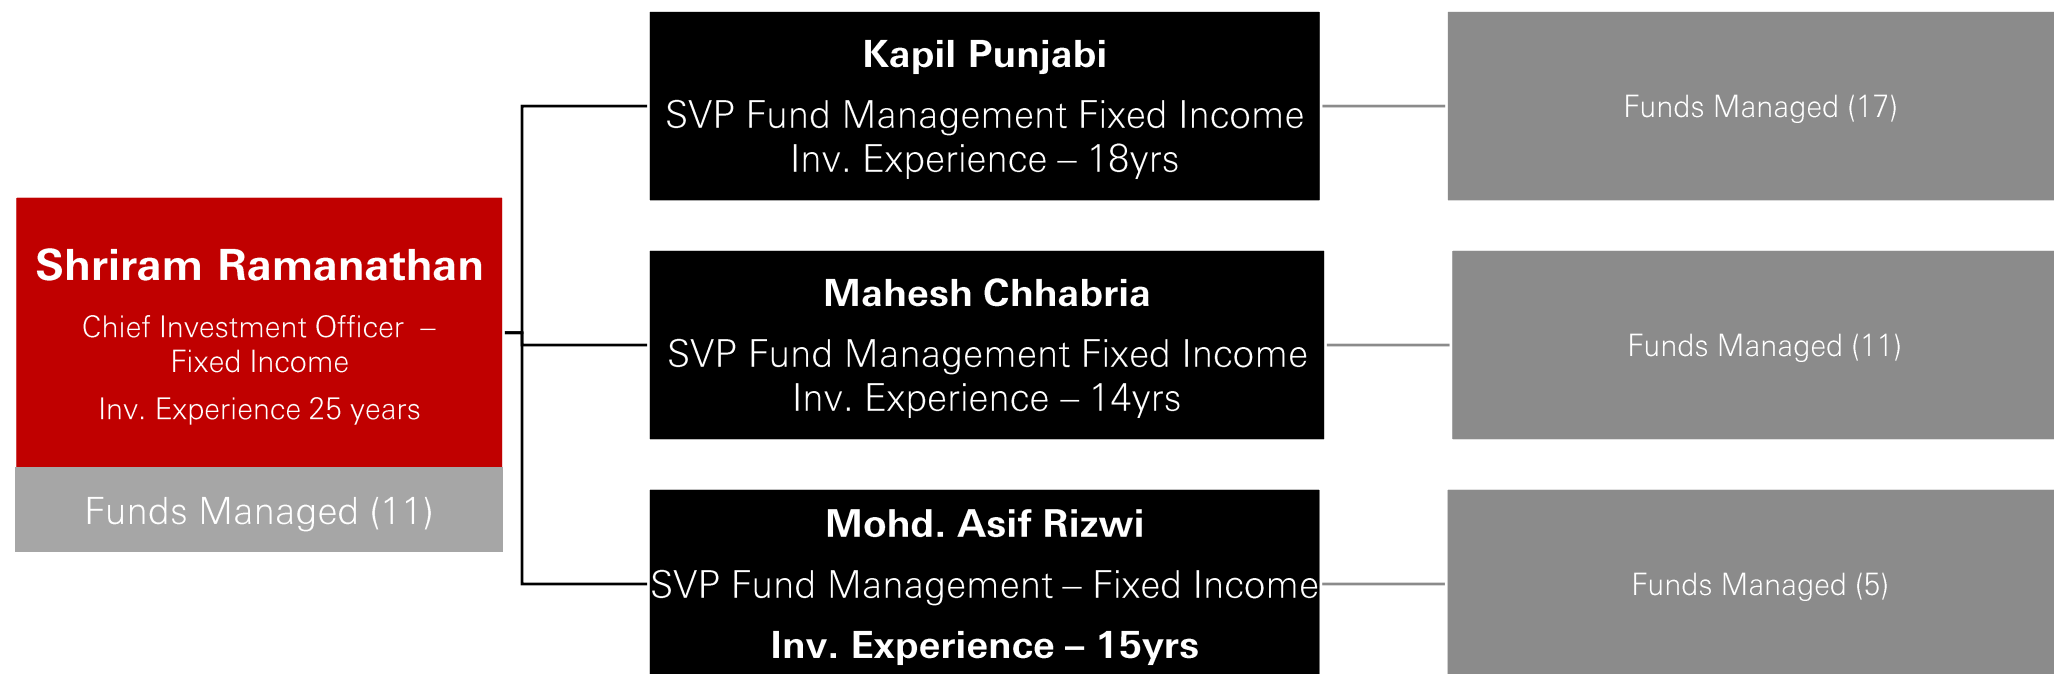 Shriram Ramanathan
Chief Investment Officer –
Fixed Income
Inv. Experience 25 years
Funds Managed (11)
Kapil Punjabi
SVP Fund Management Fixed Income
Inv. Experience – 18yrs
Funds Managed (17)
Mahesh Chhabria
SVP Fund Management Fixed Income
Inv. Experience – 14yrs
Funds Managed (11)
Mohd. Asif Rizwi
SVP Fund Management – Fixed Income
Inv. Experience – 15yrs
Funds Managed (5)